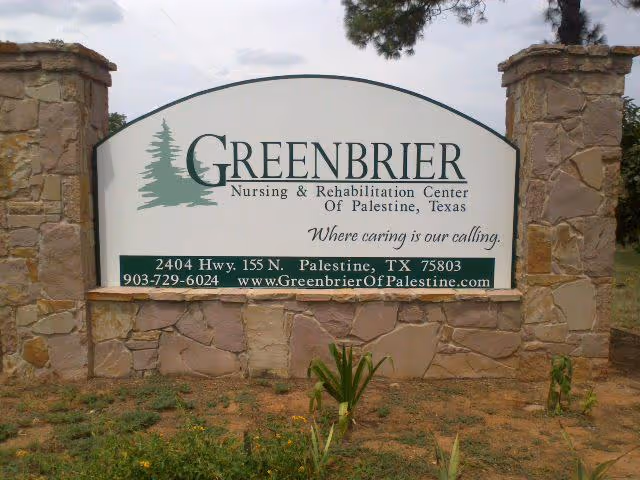 GREENBRIER
Nursing & Rehabilitation Center
Of Palestine, Texas
Where caring is our calling.
2404 Hwy. 155 N. Palestine, TX 75803
903-729-6024 www.GreenbrierOfPalestine.com